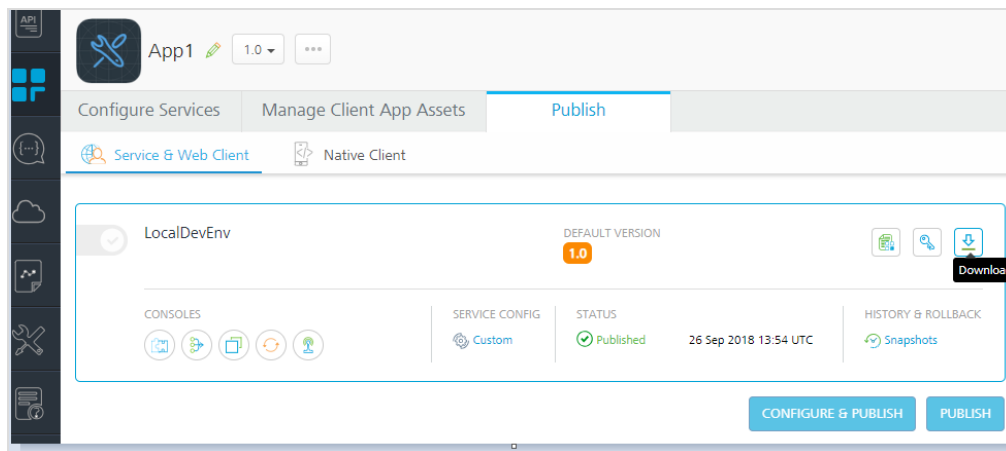 API
App1
1.0
Configure Services
Manage Client App Assets
Publish
Service & Web Client
Native Client
LocalDevEnv
DEFAULT VERSION
1.0
Downloa
CONSOLES
SERVICE CONFIG
STATUS
HISTORY & ROLLBACK
Custom
Published
26 Sep 2018 13:54 UTC
Snapshots
CONFIGURE & PUBLISH
PUBLISH